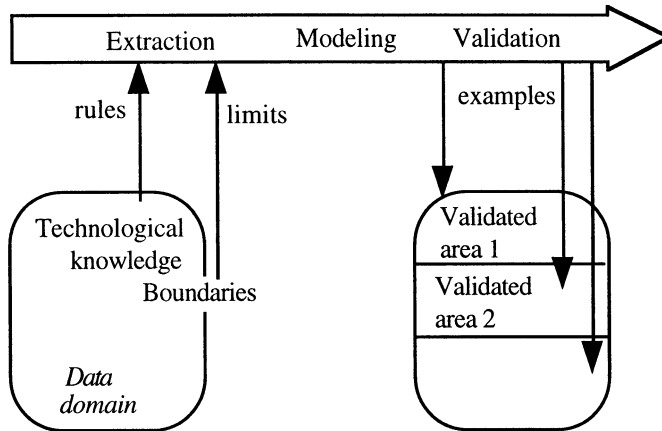 Extraction Modeling Validation
rules
limits
examples
Technological
knowledge
Boundaries
Data
domain
Validated
area 1
Validated
area 2